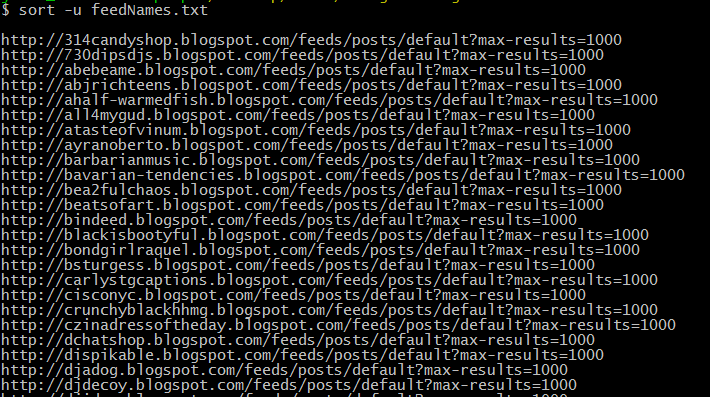 $ sort -u feedNames.txt
http://314candyshop.blogspot.com/feeds/posts/default?max-results=1000
http://730dipsdjs.blogspot.com/feeds/posts/default?max-results=1000
http://abebeame.blogspot.com/feeds/posts/default?max-results=1000
http://abjrichteens.blogspot.com/feeds/posts/default?max-results=1000
http://ahalf-warmedfish.blogspot.com/feeds/posts/default?max-results=1000
http://all4mygud.blogspot.com/feeds/posts/default?max-results=1000
http://atasteofvinum.blogspot.com/feeds/posts/default?max-results=1000
http://ayranoberto.blogspot.com/feeds/posts/default?max-results=1000
http://barbarianmusic.blogspot.com/feeds/posts/default?max-results=1000
http://bavarian-tendencies.blogspot.com/feeds/posts/default?max-results=1000
http://bea2fulchaos.blogspot.com/feeds/posts/default?max-results=1000
http://beatsofart.blogspot.com/feeds/posts/default?max-results=1000
http://bindeed.blogspot.com/feeds/posts/default?max-results=1000
http://blackisbootyful.blogspot.com/feeds/posts/default?max-results=1000
http://bondgirlraquel.blogspot.com/feeds/posts/default?max-results=1000
http://bsturgess.blogspot.com/feeds/posts/default?max-results=1000
http://carlystgcaptions.blogspot.com/feeds/posts/default?max-results=1000
http://cisconyc.blogspot.com/feeds/posts/default?max-results=1000
http://crunchyblackhhmg.blogspot.com/feeds/posts/default?max-results=1000
http://czinadressoftheday.blogspot.com/feeds/posts/default?max-results=1000
http://dchatshop.blogspot.com/feeds/posts/default?max-results=1000
http://dispikable.blogspot.com/feeds/posts/default?max-results=1000
http://djadog.blogspot.com/feeds/posts/default?max-results=1000
http://djdecoy.blogspot.com/feeds/posts/default?max-results=1000